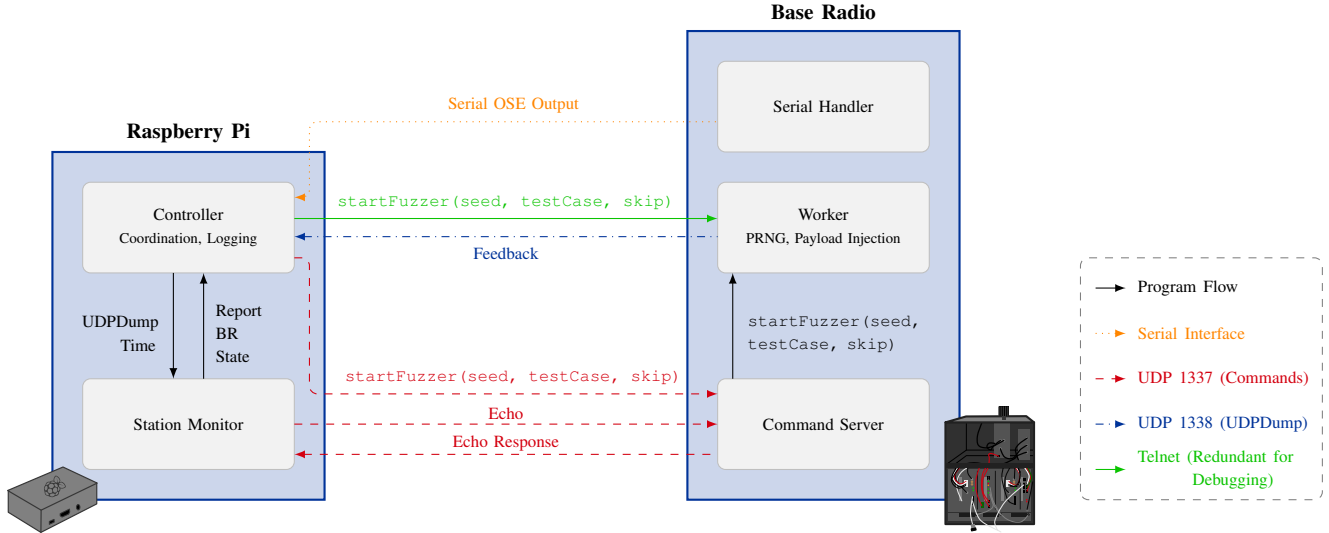 Base Radio
Serial Handler
Serial OSE Output
Raspberry Pi
Controller
Coordination, Logging
startFuzzer(seed, testCase, skip)
Worker
PRNG, Payload Injection
Feedback
UDPDump
Time
Report
BR
State
startFuzzer(seed,
testCase, skip)
startFuzzer(seed, testCase, skip)
Station Monitor
Echo
Echo Response
Command Server
Program Flow
Serial Interface
UDP 1337 (Commands)
UDP 1338 (UDPDump)
Telnet (Redundant for
Debugging)